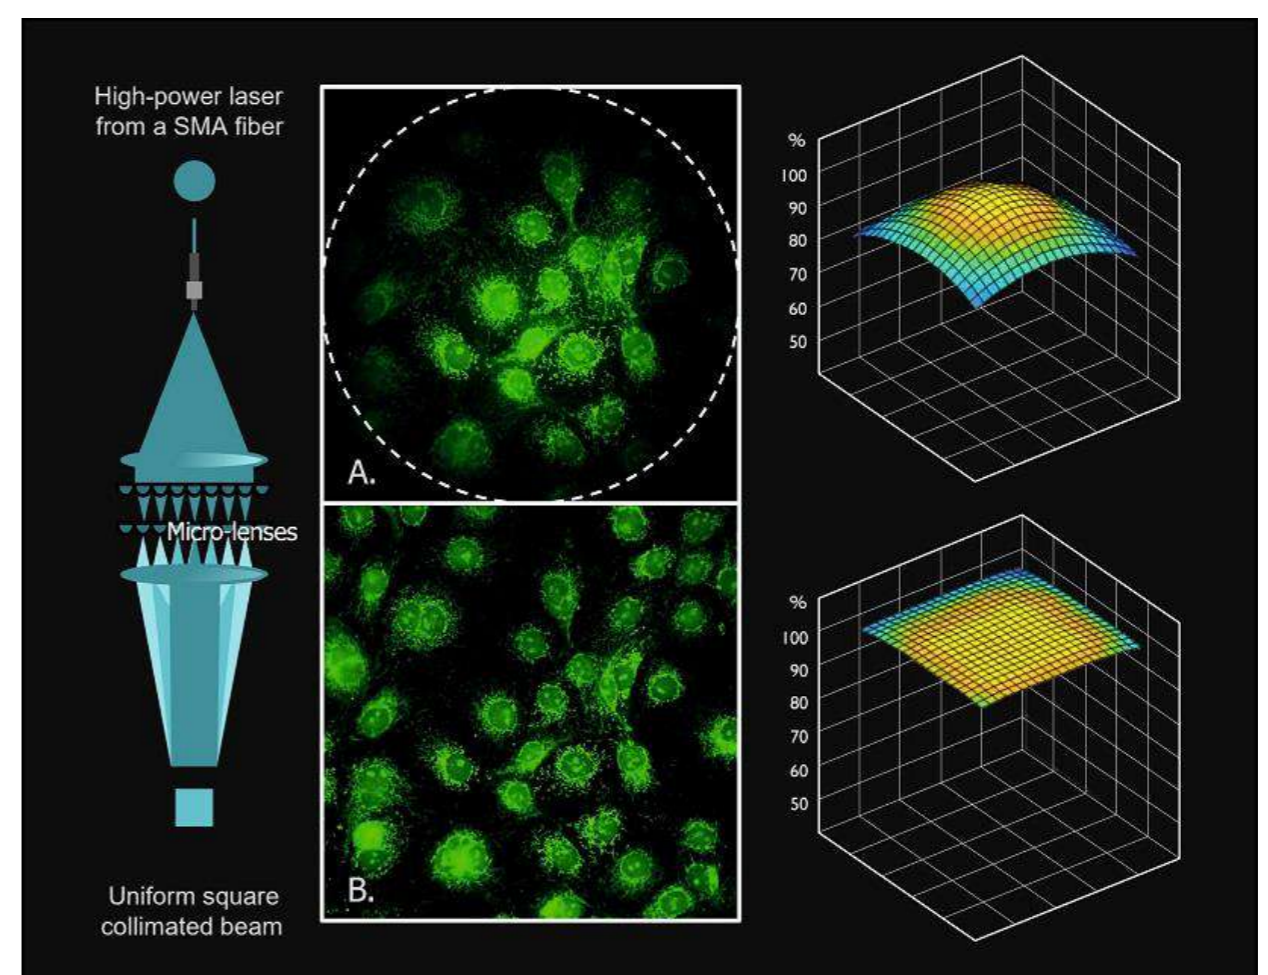 High-power laser
from a SMA fiber
Micro-lenses
Uniform square
collimated beam
A.
B.
%
100
90
80
70
60
50
%
100
90
80
70
60
50